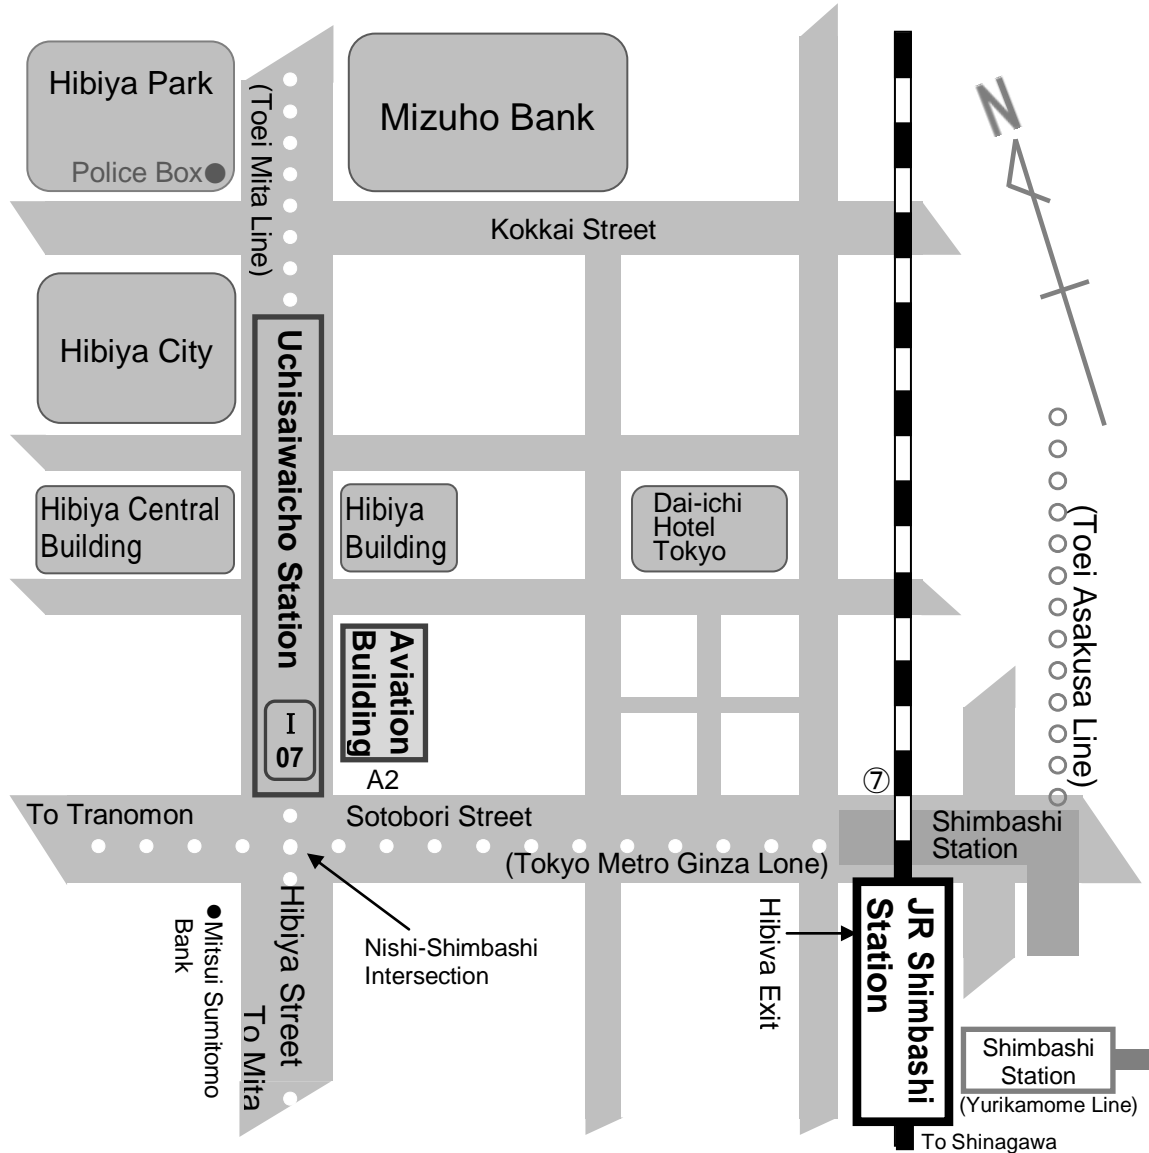 Hibiya Park
Police Box
(Toei Mita Line)
Mizuho Bank
N
Kokkai Street
Hibiya City
Uchisaiwaicho Station
I
07
Hibiya Central
Building
Hibiya
Building
Dai-ichi
Hotel
Tokyo
(Toei Asakusa Line)
Aviation
Building
A2
⑦
To Tranomon
Sotobori Street
Shimbashi
Station
(Tokyo Metro Ginza Lone)
Nishi-Shimbashi
Intersection
Mitsui Sumitomo
Bank
Hibiya Street
To Mita
Hibiva Exit
JR Shimbashi
Station
Shimbashi
Station
(Yurikamome Line)
To Shinagawa